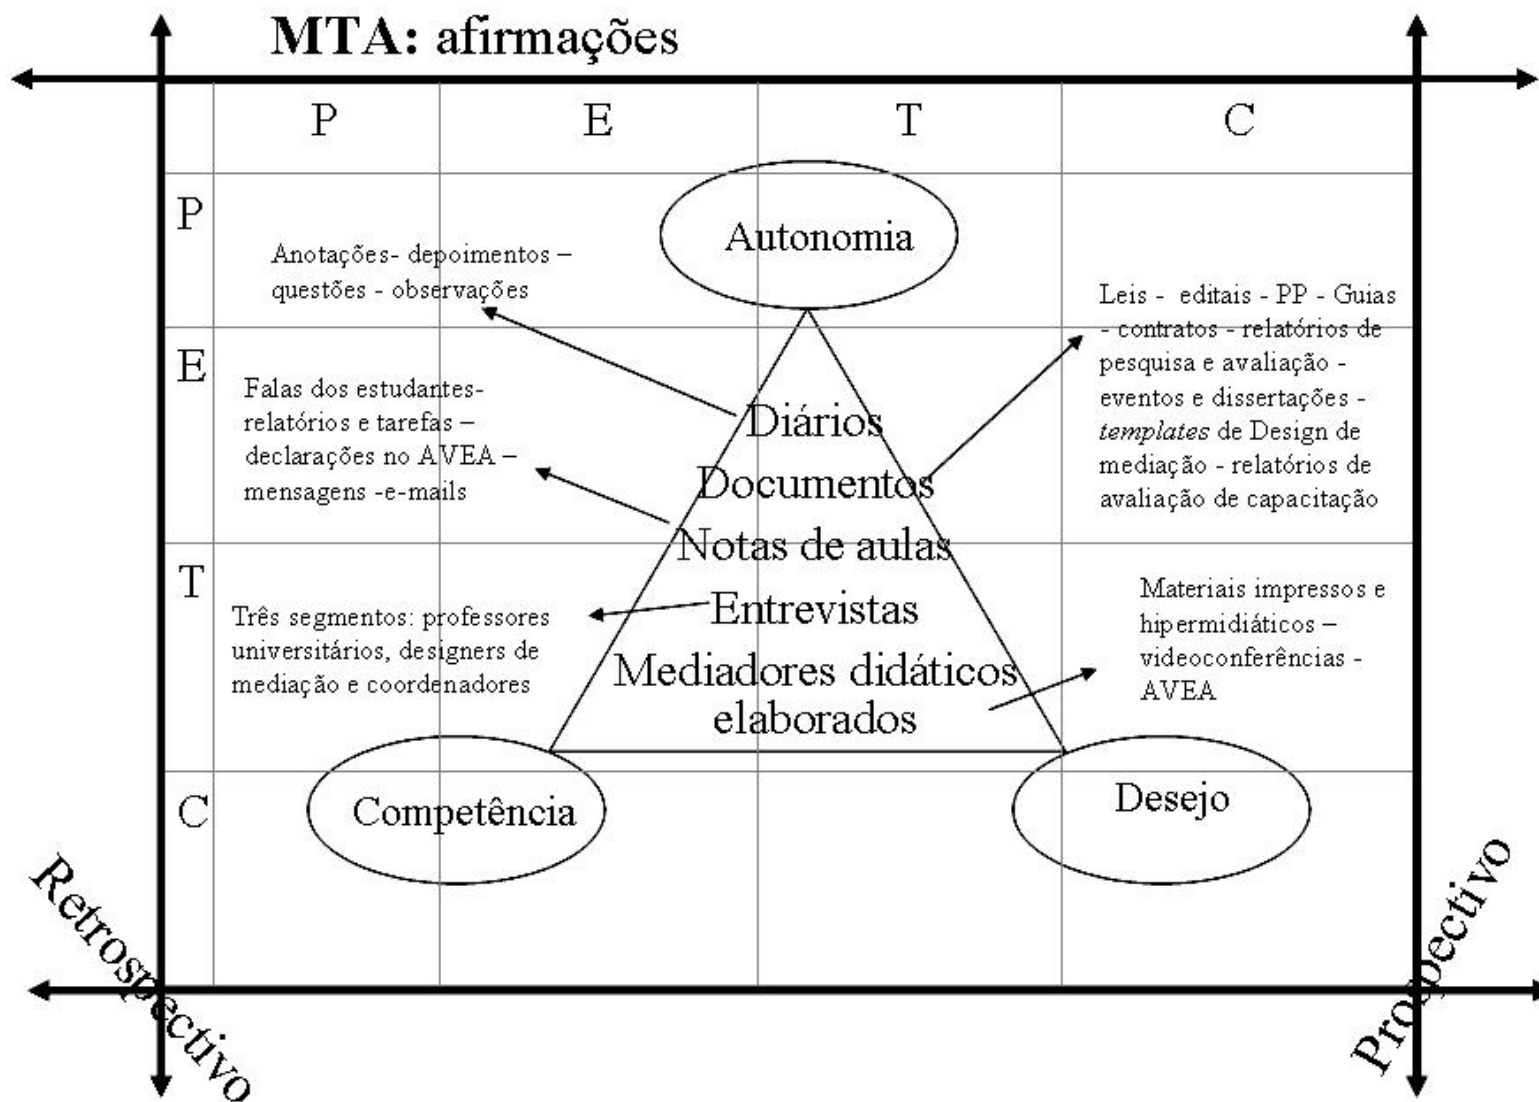 MTA: afirmações
P E T C
P
E
T
C
Autonomia
Anotações- depoimentos –
questões - observações
Leis - editais - PP - Guias
- contratos - relatórios de
pesquisa e avaliação -
eventos e dissertações -
templates de Design de
mediação - relatórios de
avaliação de capacitação
Falas dos estudantes-
relatórios e tarefas –
declarações no AVEA –
mensagens -e-mails
Diários
Documentos
Notas de aulas
Entrevistas
Mediadores didáticos
elaborados
Três segmentos: professores
universitários, designers de
mediação e coordenadores
Materiais impressos e
hipermidiáticos –
videoconferências -
AVEA
Competência
Desejo
Retrospectivo
Prospectivo